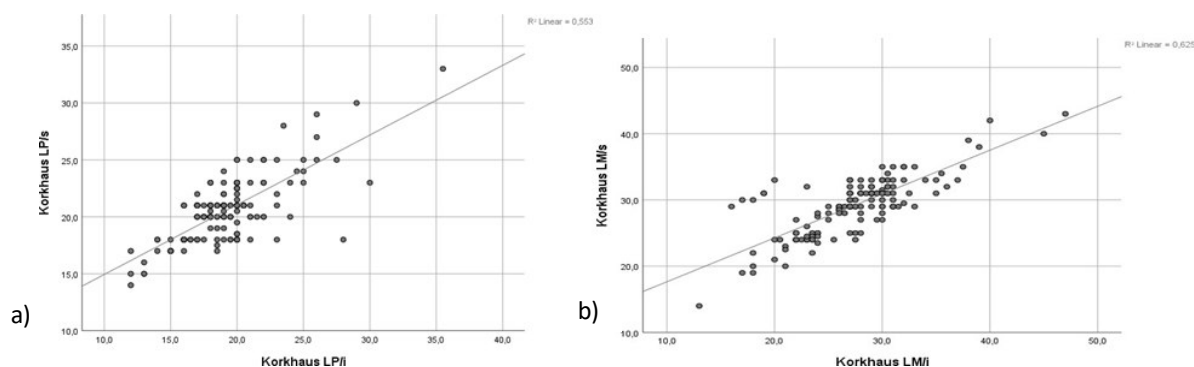 R² Linear = 0,553
35,0
30,0
25,0
20,0
15,0
10,0
Korkhaus LP/s
10,0 15,0 20,0 25,0 30,0 35,0 40,0
Korkhaus LP/i
a)
R² Linear = 0,625
50,0
40,0
30,0
20,0
10,0
Korkhaus LM/s
10,0 20,0 30,0 40,0 50,0
Korkhaus LM/i
b)